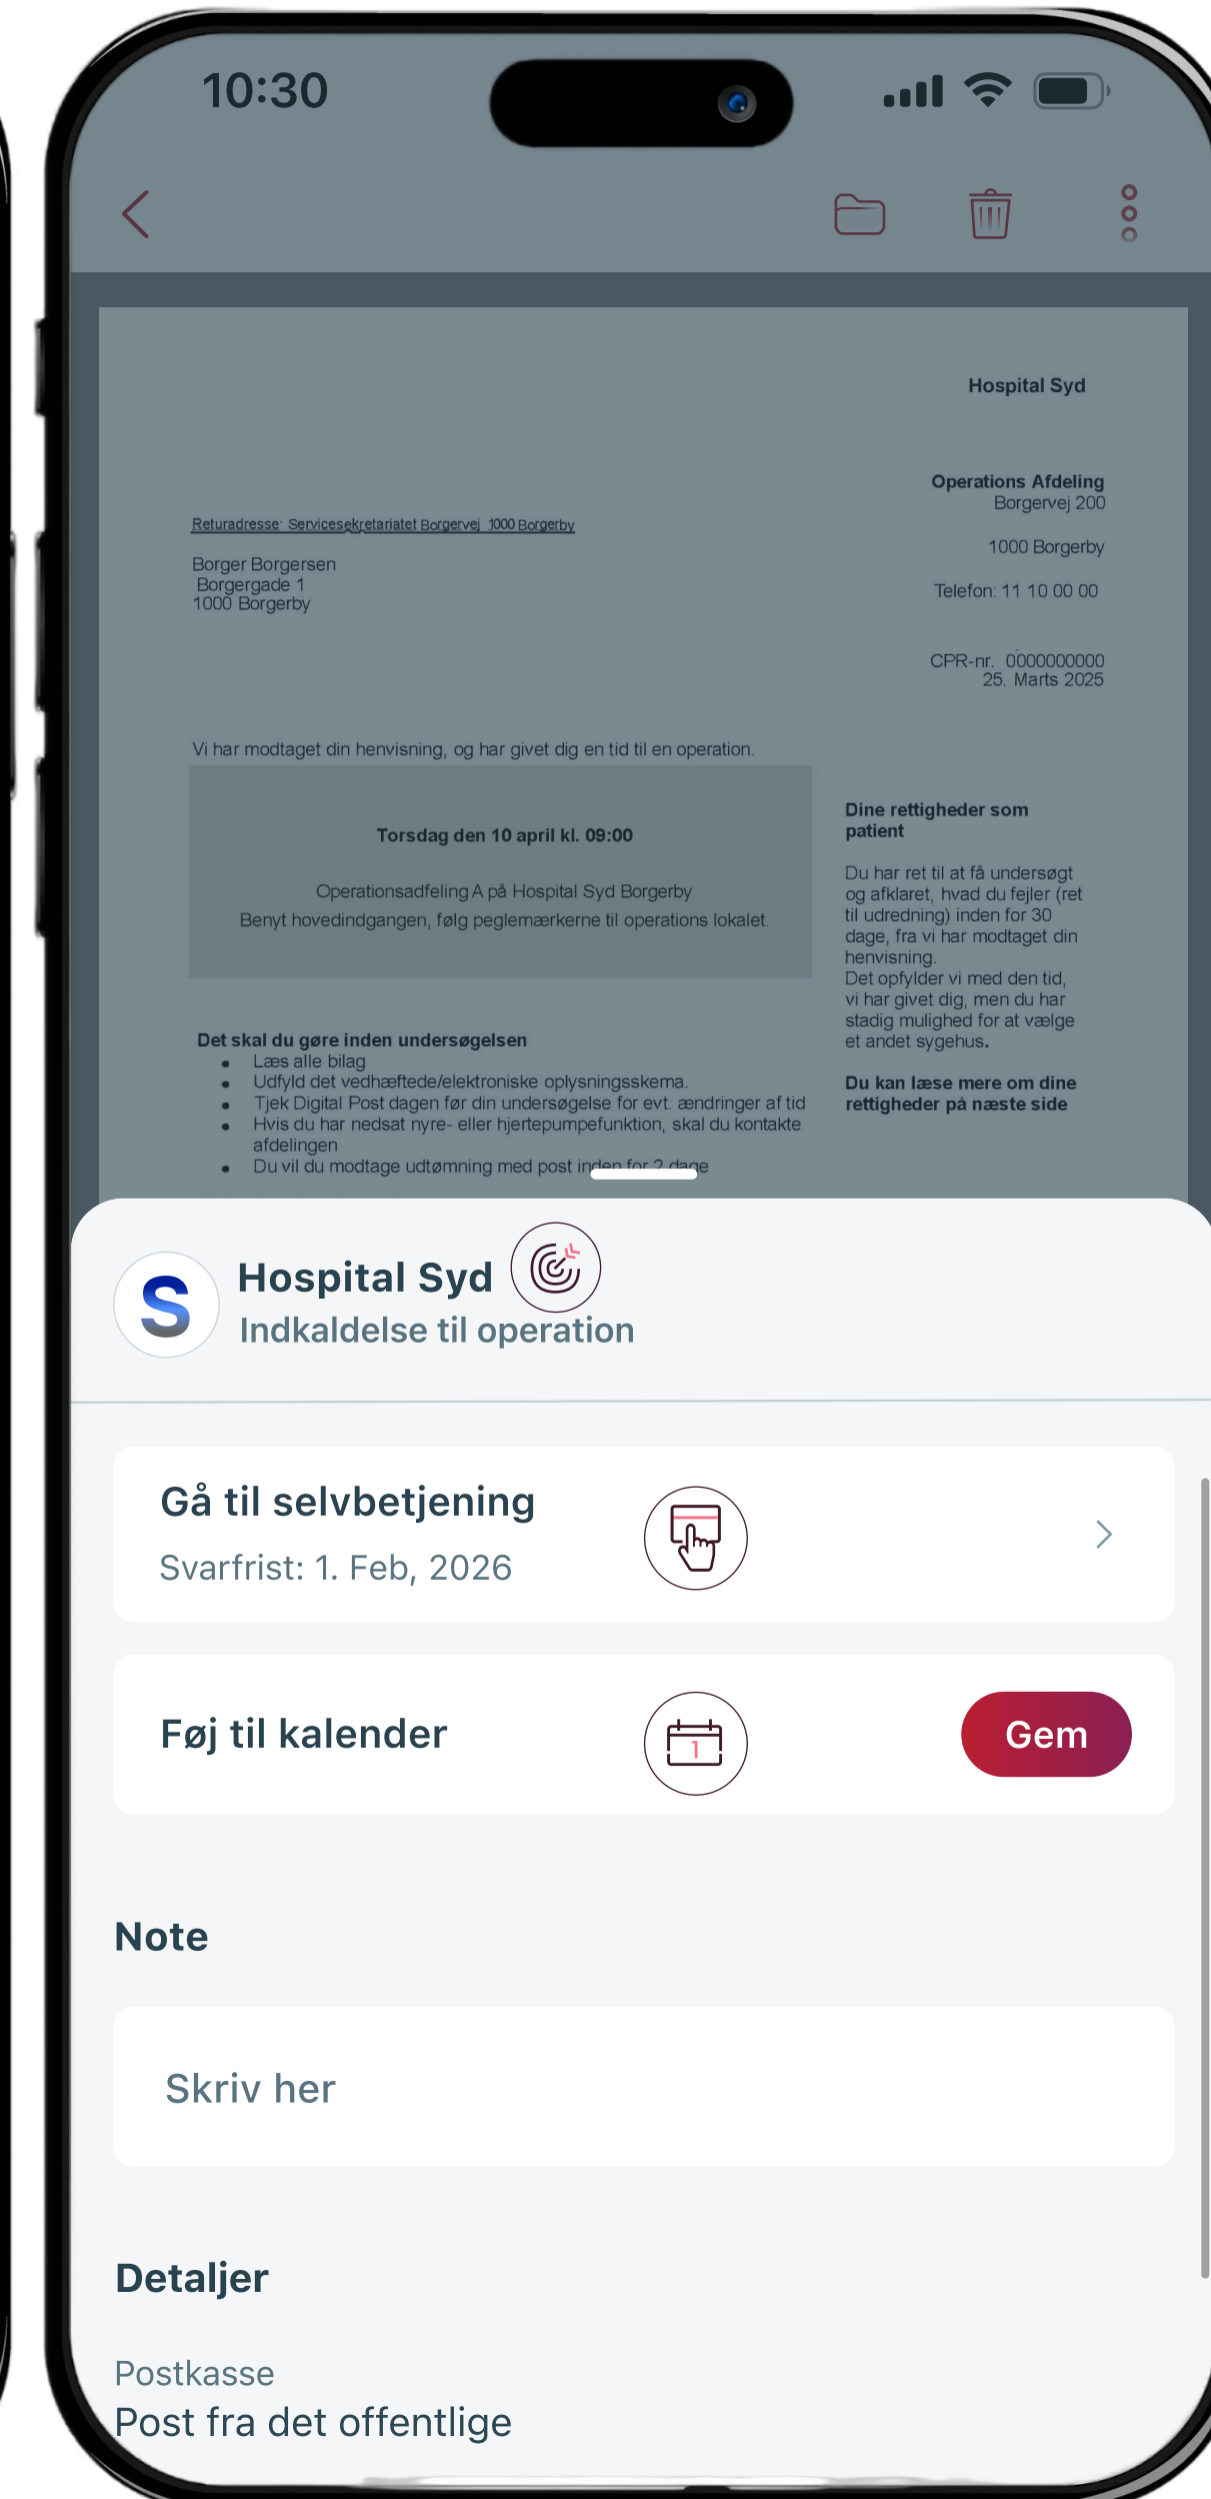 10:30
Hospital Syd
Operations Afdeling
Borgervej 200
1000 Borgerby
Telefon: 11 10 00 00
CPR-nr. 0000000000
25. Marts 2025
Returadresse: Servicesekretariatet Borgervej 1000 Borgerby
Borger Borgersen
Borgergade 1
1000 Borgerby
Vi har modtaget din henvisning, og har givet dig en tid til en operation.
Torsdag den 10 april kl. 09:00
Operationsadfeling A på Hospital Syd Borgerby
Benyt hovedindgangen, følg peglemærkerne til operations lokalet.
Det skal du gøre inden undersøgelsen
Læs alle bilag
Udfyld det vedhæftede/elektroniske oplysningsskema.
Tjek Digital Post dagen før din undersøgelse for evt. ændringer af tid
Hvis du har nedsat nyre- eller hjertepumpefunktion, skal du kontakte
afdelingen
Du vil du modtage udtømning med post inden for 2 dage
Dine rettigheder som
patient
Du har ret til at få undersøgt
og afklaret, hvad du fejler (ret
til udredning) inden for 30
dage, fra vi har modtaget din
henvisning.
Det opfylder vi med den tid,
vi har givet dig, men du har
stadig mulighed for at vælge
et andet sygehus.
Du kan læse mere om dine
rettigheder på næste side
S
Hospital Syd
Indkaldelse til operation
Gå til selvbetjening
Svarfrist: 1. Feb, 2026
Føj til kalender
1
Gem
Note
Skriv her
Detaljer
Postkasse
Post fra det offentlige